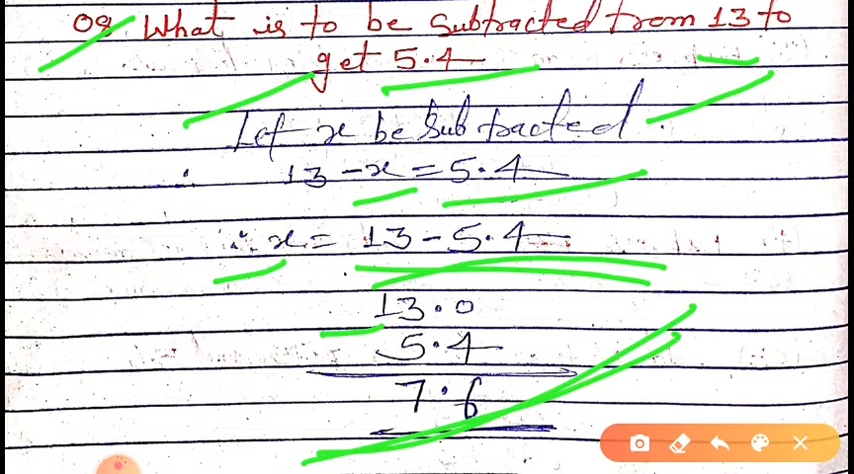 08. What is to be subtracted from 13 to
get 5.4
Let x be subtracted.
∴ 13 - x = 5.4
∴ x = 13 - 5.4
13.0
5.4
7.6